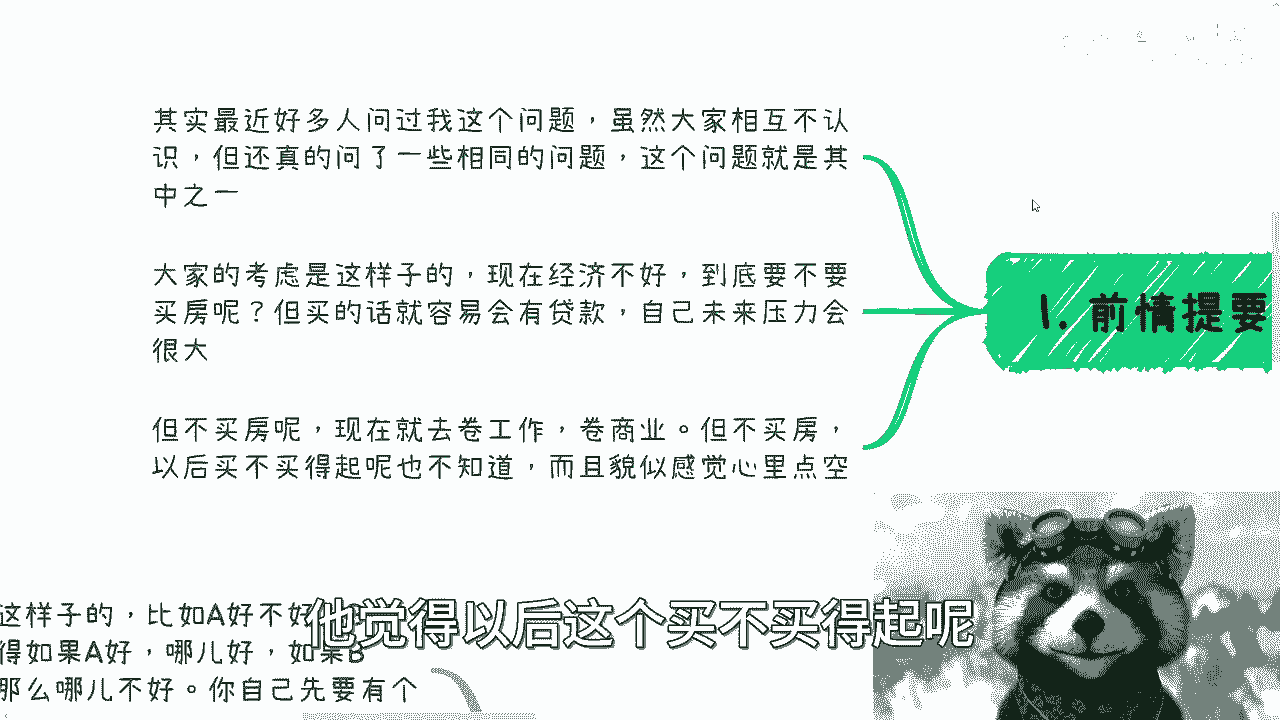 其实最近好多人问过我这个问题，虽然大家相互不认
识，但还真的问了一些相同的问题，这个问题就是其
中之一
大家的考虑是这样子的，现在经济不好，到底要不要
买房呢？但买的话就容易会有贷款，自己未来压力会
很大
但不买房呢，现在就去卷工作，卷商业。但不买房，
以后买不买得起呢也不知道，而且貌似感觉心里点空
1. 前情提要
这样子的，比如A好不好
得如果A好，哪儿好，如果B
那么哪儿不好。你自己先要有个
他觉得以后这个买不买得起呢